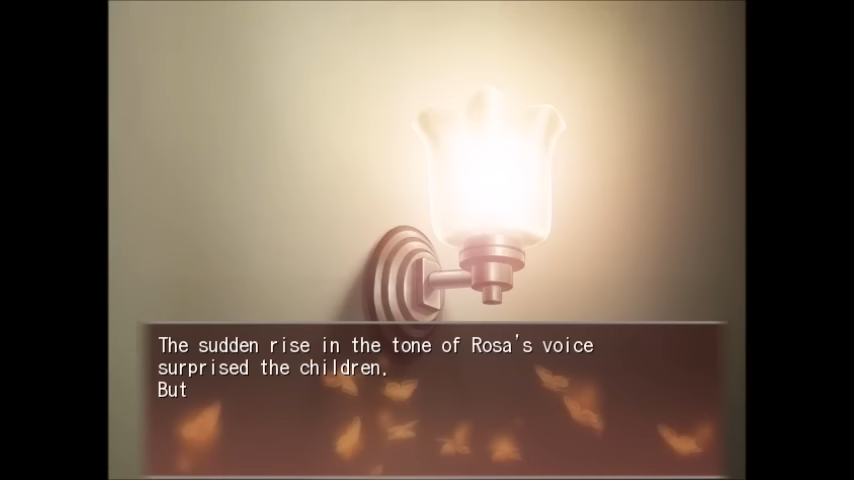 The sudden rise in the tone of Rosa's voice
surprised the children.
But